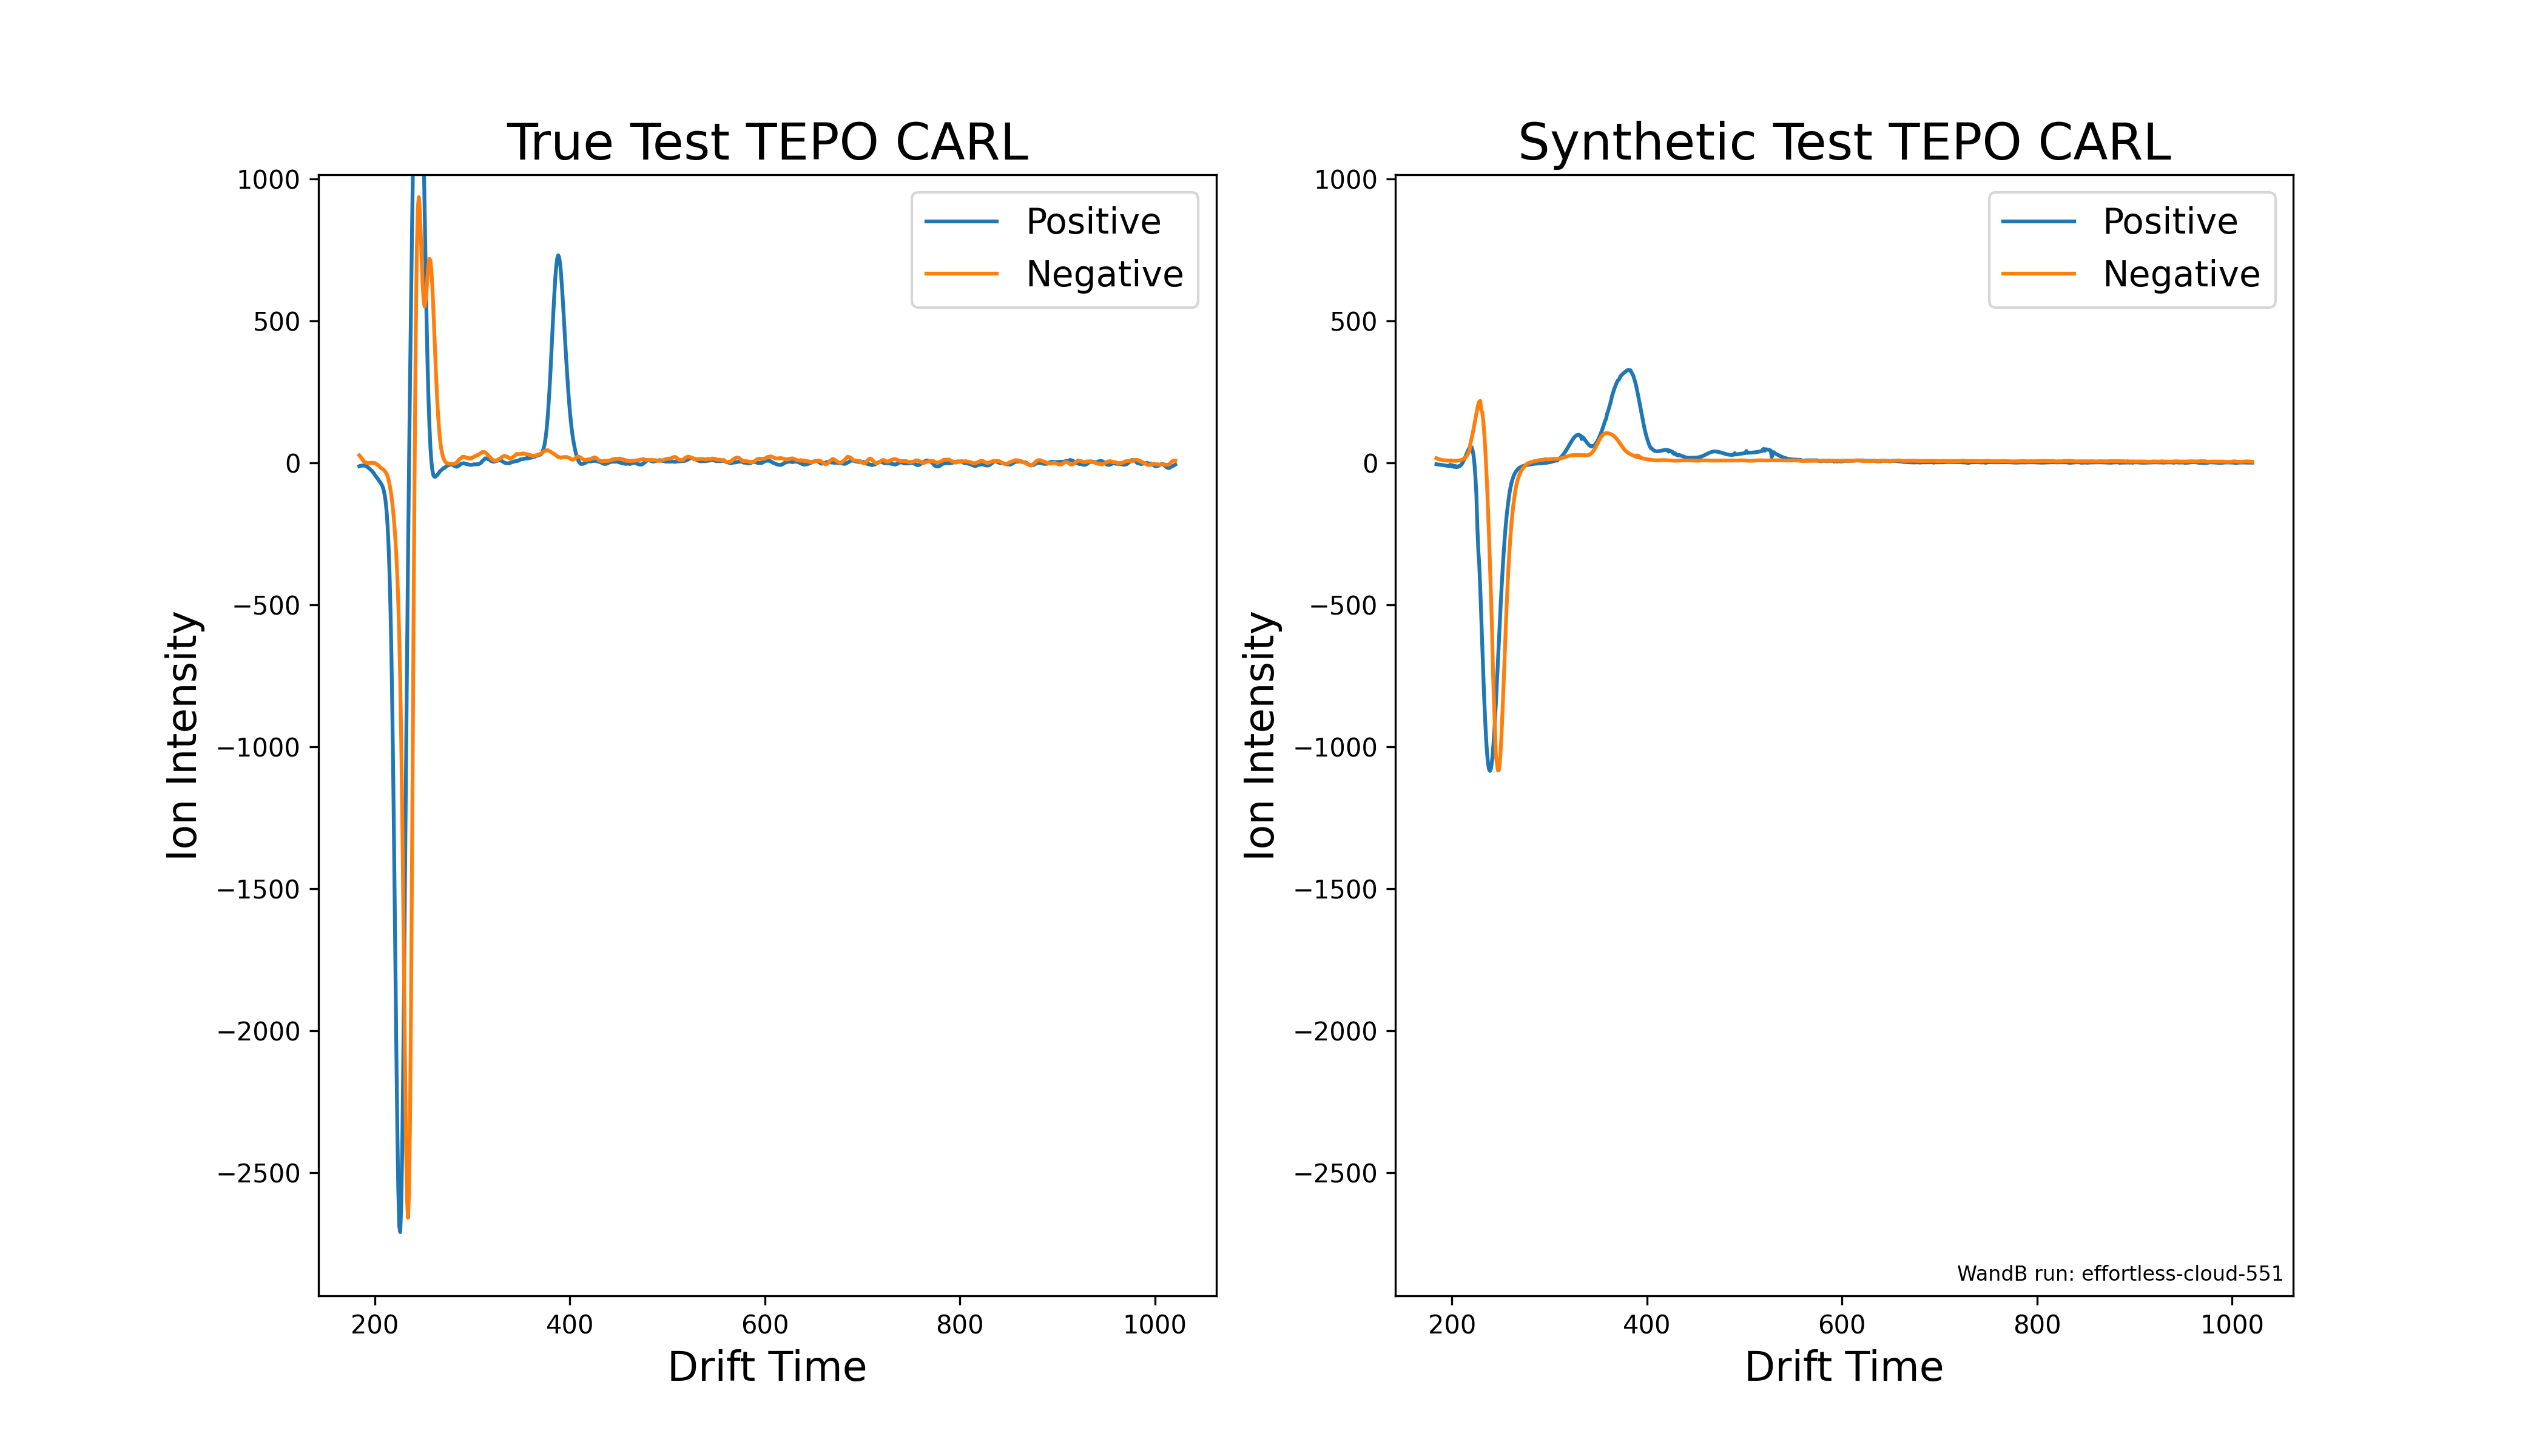 True Test TEPO CARL
Synthetic Test TEPO CARL
1000
500
0
−500
−1000
−1500
−2000
−2500
Ion Intensity
Positive
Negative
200
400
600
800
1000
Drift Time
1000
500
0
−500
−1000
−1500
−2000
−2500
Ion Intensity
Positive
Negative
WandB run: effortless-cloud-551
200
400
600
800
1000
Drift Time